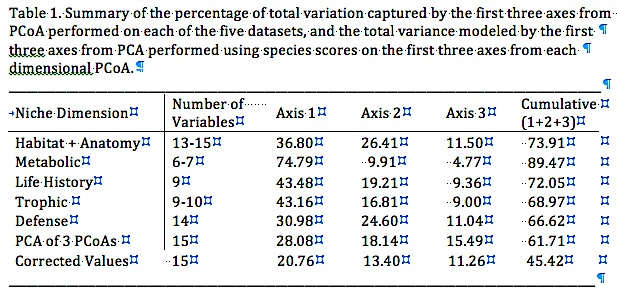 Table 1. Summary of the percentage of total variation captured by the first three axes from
PCoA performed on each of the five datasets, and the total variance modeled by the first ¶
three axes from PCA performed using species scores on the first three axes from each ¶
dimensional PCoA. ¶
¶
→Niche Dimension¤ Number of Variables¤ Axis 1¤ Axis 2¤ Axis 3¤ Cumulative (1+2+3)¤ ¤
Habitat + Anatomy¤ 13-15¤ 36.80¤ 26.41¤ 11.50¤ 73.91¤ ¤
Metabolic¤ 6-7¤ 74.79¤ 9.91¤ 4.77¤ 89.47¤ ¤
Life History¤ 9¤ 43.48¤ 19.21¤ 9.36¤ 72.05¤ ¤
Trophic ¤ 9-10¤ 43.16¤ 16.81¤ 9.00¤ 68.97¤ ¤
Defense¤ 14¤ 30.98¤ 24.60¤ 11.04¤ 66.62¤ ¤
PCA of 3 PCoAs ¤ 15¤ 28.08¤ 18.14¤ 15.49¤ 61.71¤ ¤
Corrected Values¤ 15¤ 20.76¤ 13.40¤ 11.26¤ 45.42¤ ¤
¶